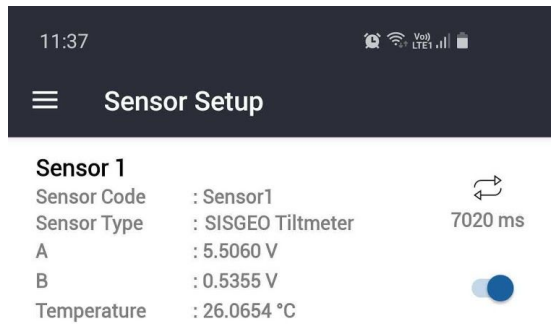 11:37 Vo)) LTE1
Sensor Setup
Sensor 1
Sensor Code : Sensor1
Sensor Type : SISGEO Tiltmeter 7020 ms
A : 5.5060 V
B : 0.5355 V
Temperature : 26.0654 °C